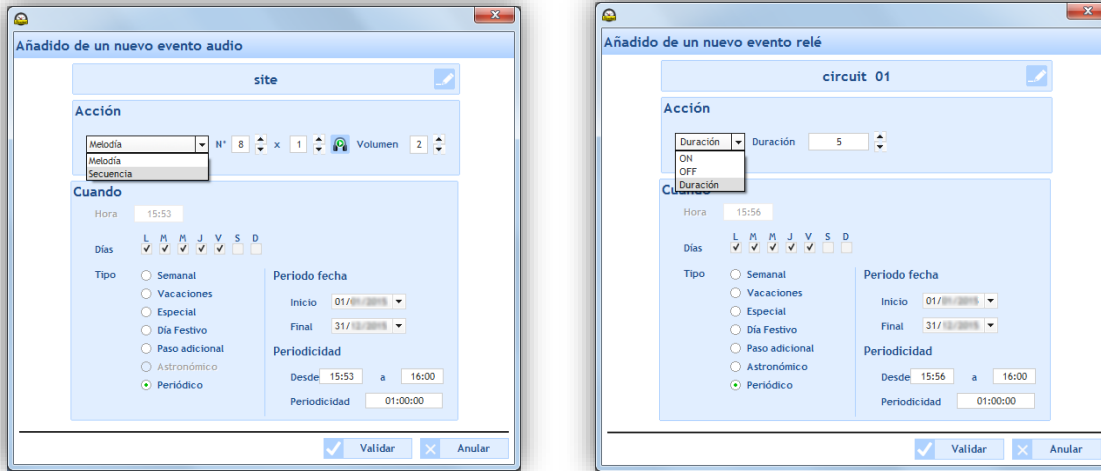 Añadido de un nuevo evento audio
site
Acción
Melodía N° 8 x 1 Volumen 2
Melodía
Secuencia
Cuando
Hora 15:53
L M M J V S D
Días
Tipo Semanal Periodo fecha
Vacaciones Inicio 01/
Especial
Día Festivo Final 31/
Paso adicional Periodicidad
Astronómico Desde 15:53 a 16:00
Periódico
Periodicidad 01:00:00
Validar Anular
Añadido de un nuevo evento relé
circuit 01
Acción
Duración Duración 5
ON
OFF
Duración
Cuando
Hora 15:56
L M M J V S D
Días
Tipo Semanal Periodo fecha
Vacaciones Inicio 01/
Especial
Día Festivo Final 31/
Paso adicional Periodicidad
Astronómico Desde 15:56 a 16:00
Periódico
Periodicidad 01:00:00
Validar Anular